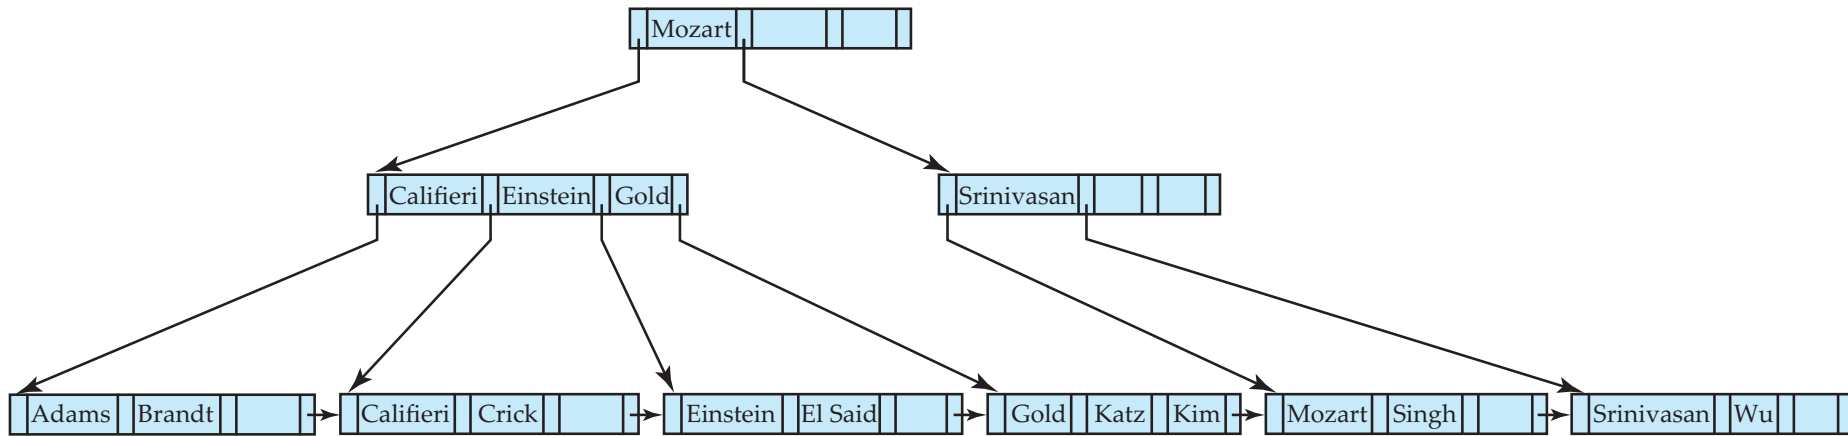 Mozart
Califieri Einstein Gold Srinivasan
Adams Brandt Califieri Crick Einstein El Said Gold Katz Kim Mozart Singh Srinivasan Wu